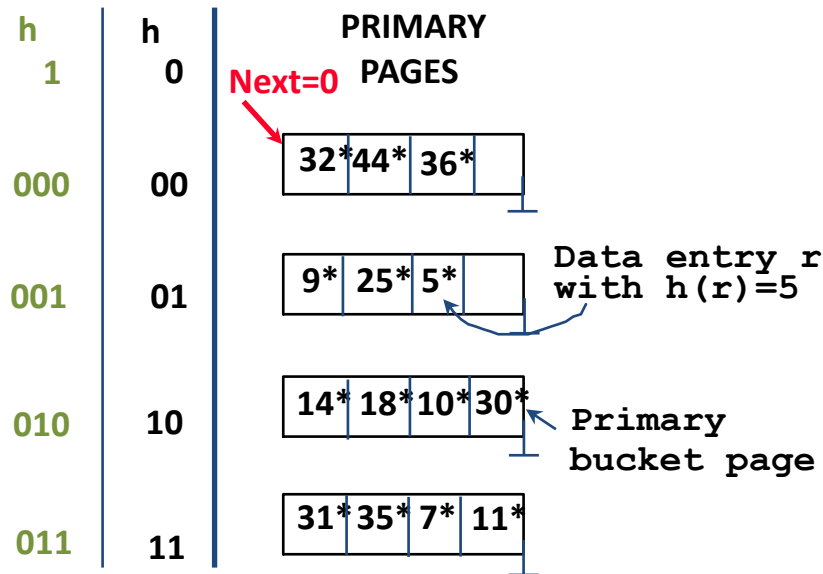 h h PRIMARY
1 0 PAGES
Next=0
000 00 32* 44* 36*
001 01 9* 25* 5*
Data entry r
with h(r)=5
010 10 14* 18* 10* 30*
Primary
bucket page
011 11 31* 35* 7* 11*